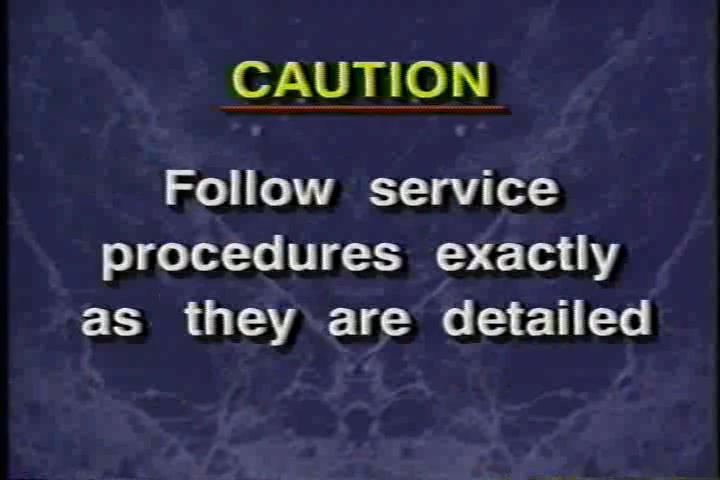 CAUTION
Follow service
procedures exactly
as they are detailed